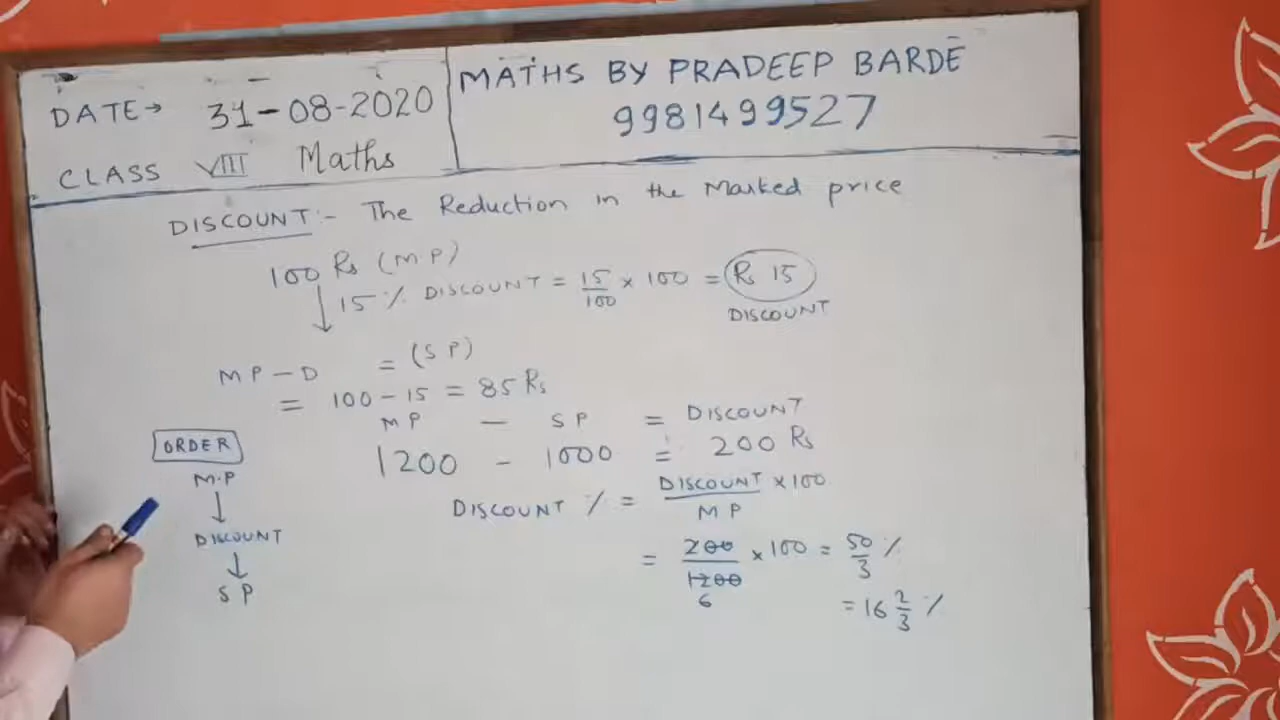 DATE → 31-08-2020
CLASS VIII Maths
MATHS BY PRADEEP BARDE
9981499527
DISCOUNT:- The Reduction in the Marked price
100 Rs (MP)
↓ 15 % DISCOUNT = 15/100 × 100 = Rs 15
DISCOUNT
MP - D = (SP)
= 100 - 15 = 85 Rs
MP - SP = DISCOUNT
1200 - 1000 = 200 Rs
DISCOUNT % = DISCOUNT/MP × 100
= 200/1200 × 100 = 50/3 %
6
= 16 2/3 %
ORDER
M.P
↓
DISCOUNT
↓
SP